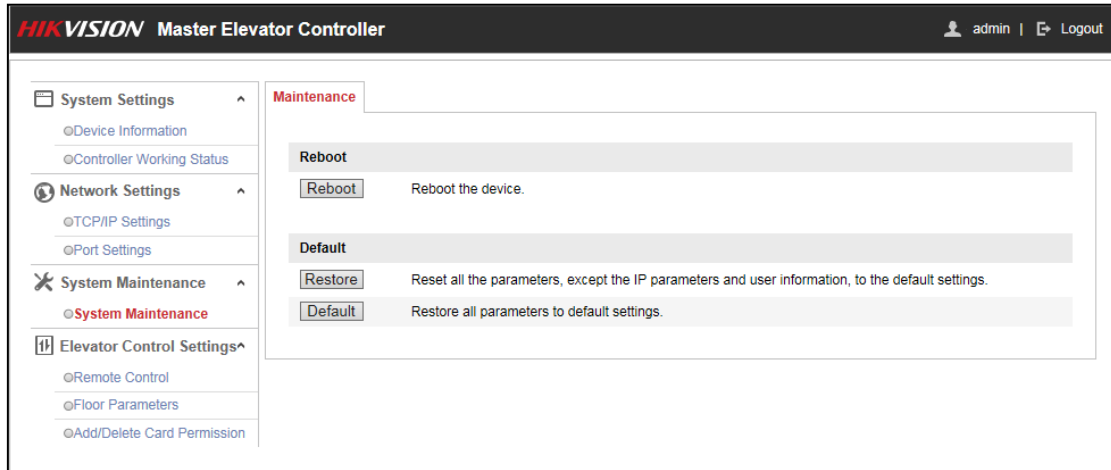 HIKVISION Master Elevator Controller
admin | Logout
System Settings
Device Information
Controller Working Status
Network Settings
TCP/IP Settings
Port Settings
System Maintenance
System Maintenance
Elevator Control Settings
Remote Control
Floor Parameters
Add/Delete Card Permission
Maintenance
Reboot
Reboot Reboot the device.
Default
Restore Reset all the parameters, except the IP parameters and user information, to the default settings.
Default Restore all parameters to default settings.